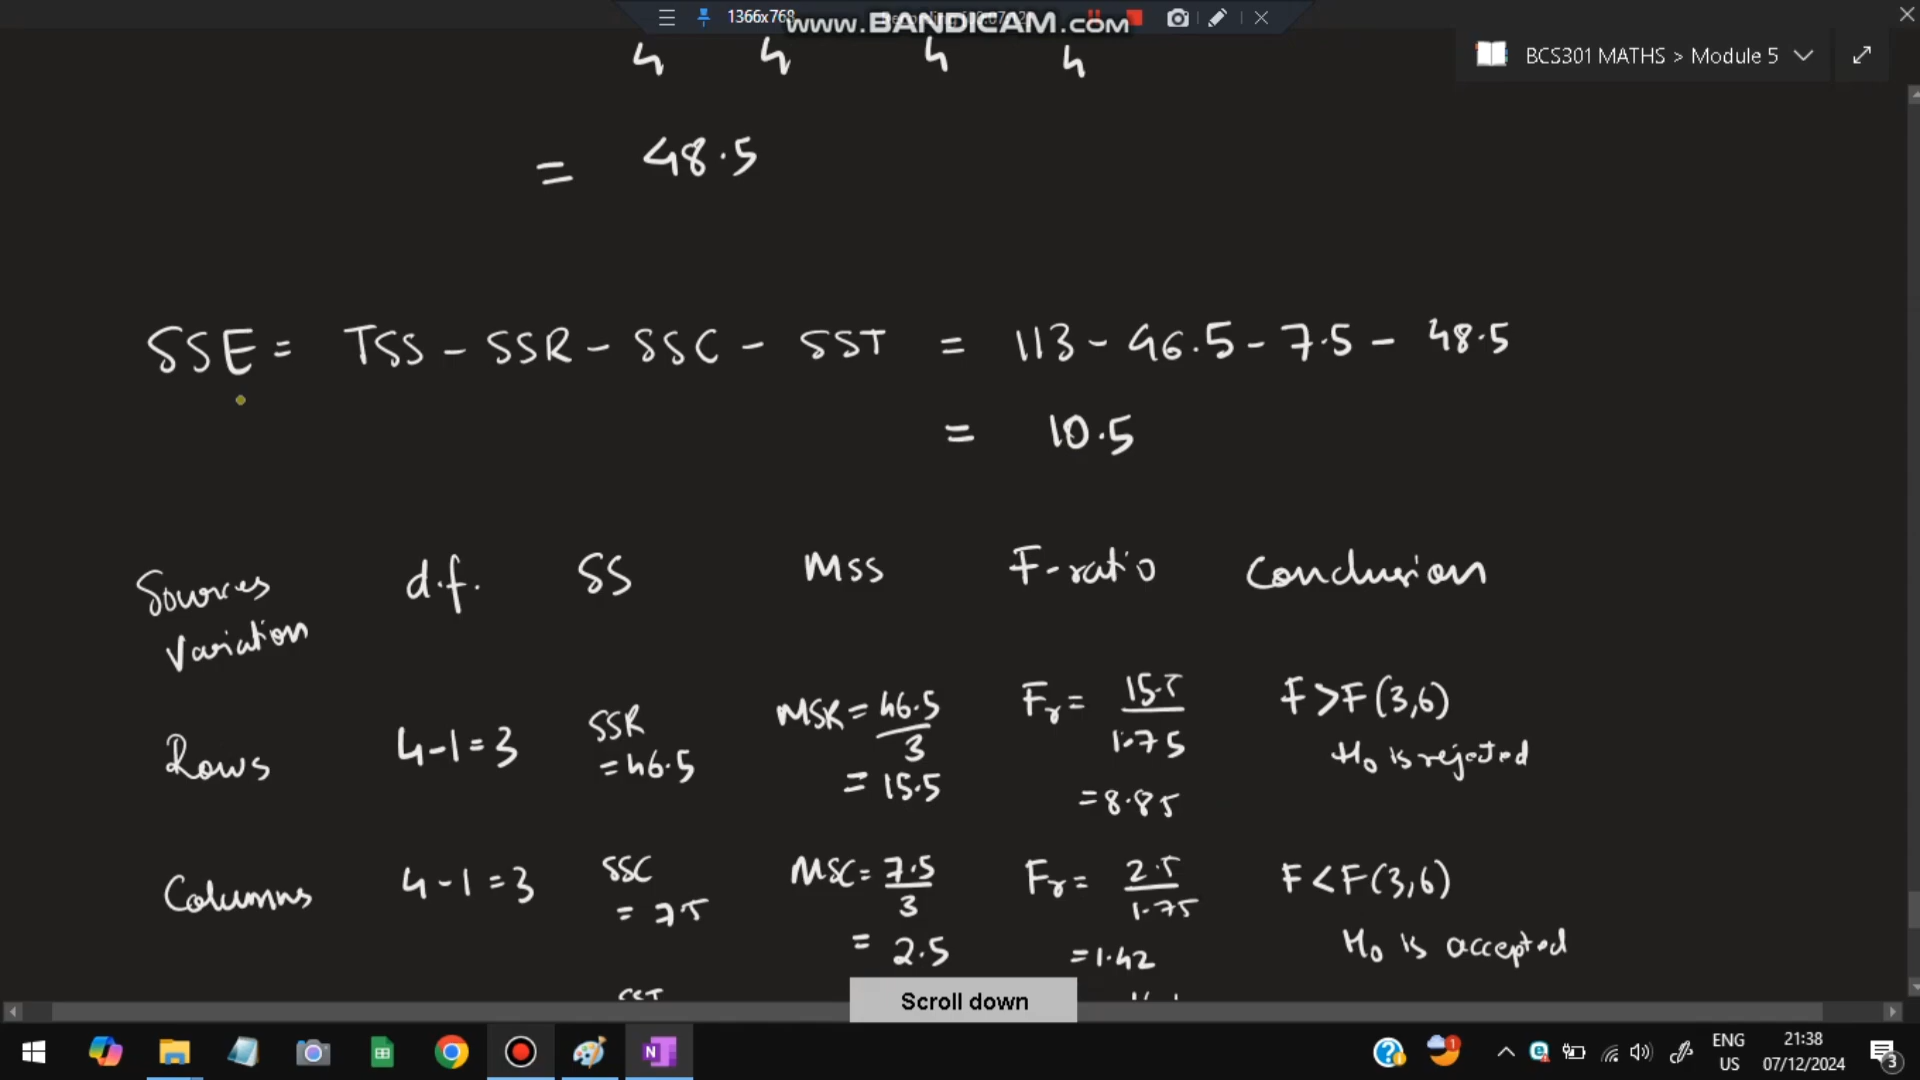 1366x768
www.BANDICAM.com
BCS301 MATHS > Module 5
4 4 4 4
= 48.5
SSE = TSS - SSR - SSC - SST = 113 - 46.5 - 7.5 - 48.5
= 10.5
Sources Variation d.f. SS MSS F-ratio Conclusion
Rows 4-1=3 SSR = 46.5 MSR = 46.5/3 = 15.5 Fr = 15.5/1.75 = 8.85 F > F(3,6) H0 is rejected
Columns 4-1=3 SSC = 7.5 MSC = 7.5/3 = 2.5 Fr = 2.5/1.75 = 1.42 F < F(3,6) H0 is accepted
SST
Scroll down
ENG
US
21:38
07/12/2024
3